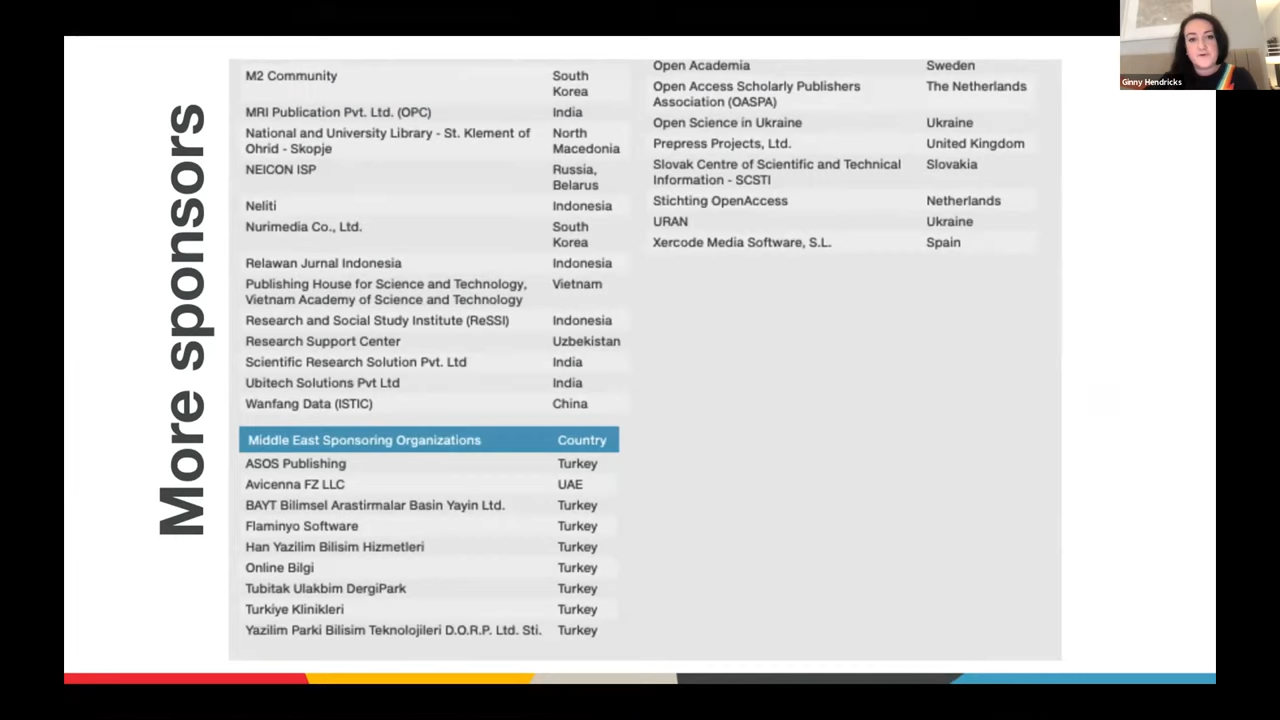 More sponsors
M2 Community South
Korea
MRI Publication Pvt. Ltd. (OPC) India
National and University Library - St. Klement of North
Ohrid - Skopje Macedonia
NEICON ISP Russia,
Belarus
Neliti Indonesia
Nurimedia Co., Ltd. South
Korea
Relawan Jurnal Indonesia Indonesia
Publishing House for Science and Technology, Vietnam
Vietnam Academy of Science and Technology
Research and Social Study Institute (ReSSI) Indonesia
Research Support Center Uzbekistan
Scientific Research Solution Pvt. Ltd India
Ubitech Solutions Pvt Ltd India
Wanfang Data (ISTIC) China
Middle East Sponsoring Organizations Country
ASOS Publishing Turkey
Avicenna FZ LLC UAE
BAYT Bilimsel Arastirmalar Basin Yayin Ltd. Turkey
Flaminyo Software Turkey
Han Yazilim Bilisim Hizmetleri Turkey
Online Bilgi Turkey
Tubitak Ulakbim DergiPark Turkey
Turkiye Klinikleri Turkey
Yazilim Parki Bilisim Teknolojileri D.O.R.P. Ltd. Sti. Turkey
Open Academia Sweden
Open Access Scholarly Publishers The Netherlands
Association (OASPA)
Open Science in Ukraine Ukraine
Prepress Projects, Ltd. United Kingdom
Slovak Centre of Scientific and Technical Slovakia
Information - SCSTI
Stichting OpenAccess Netherlands
URAN Ukraine
Xercode Media Software, S.L. Spain
Ginny Hendricks